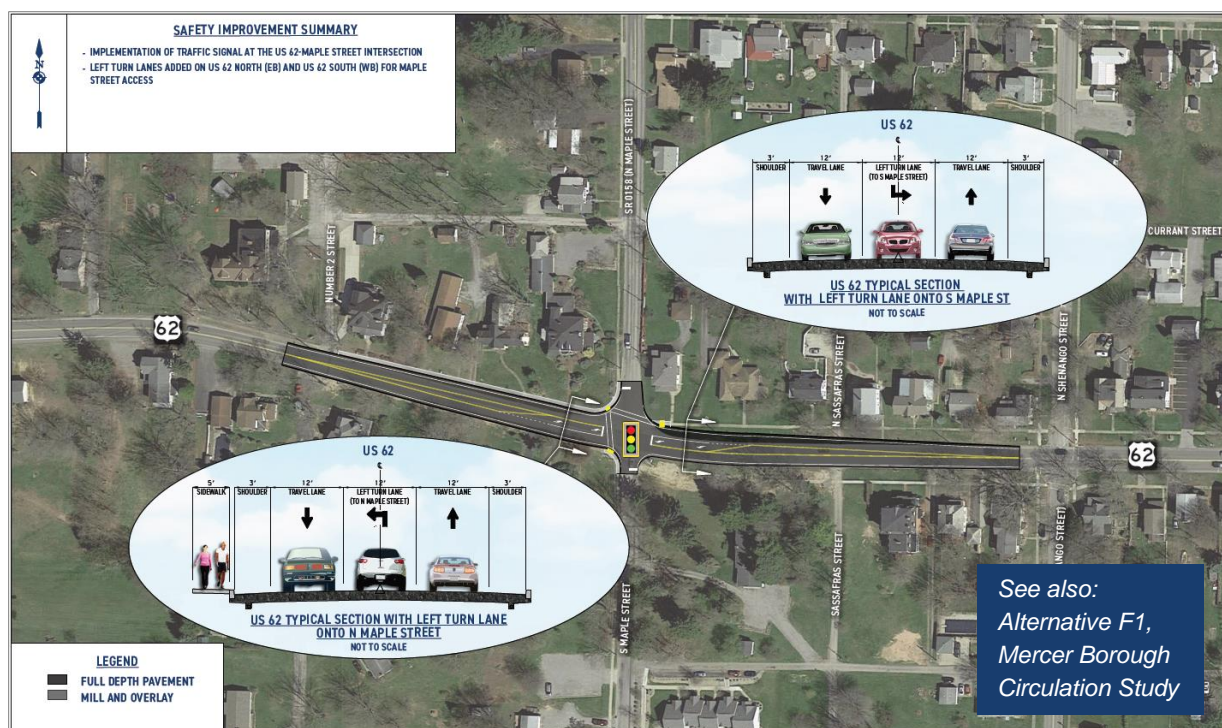 SAFETY IMPROVEMENT SUMMARY
- IMPLEMENTATION OF TRAFFIC SIGNAL AT THE US 62-MAPLE STREET INTERSECTION
- LEFT TURN LANES ADDED ON US 62 NORTH (EB) AND US 62 SOUTH (WB) FOR MAPLE
STREET ACCESS
N
SR 0158 (N MAPLE STREET)
NUMBER 2 STREET
US 62
3' 12' 12' 12' 3'
SHOULDER TRAVEL LANE LEFT TURN LANE TRAVEL LANE SHOULDER
(TO S MAPLE STREET)
US 62 TYPICAL SECTION
WITH LEFT TURN LANE ONTO S MAPLE ST
NOT TO SCALE
CURRANT STREET
N SHENANGO STREET
N SASSAFRAS STREET
62
62
US 62
5' 3' 12' 12' 12' 3'
SIDEWALK SHOULDER TRAVEL LANE LEFT TURN LANE TRAVEL LANE SHOULDER
(TO N MAPLE STREET)
US 62 TYPICAL SECTION WITH LEFT TURN LANE
ONTO N MAPLE STREET
NOT TO SCALE
S MAPLE STREET
SASSAFRAS STREET
ANGO STREET)
LEGEND
FULL DEPTH PAVEMENT
MILL AND OVERLAY
See also:
Alternative F1,
Mercer Borough
Circulation Study